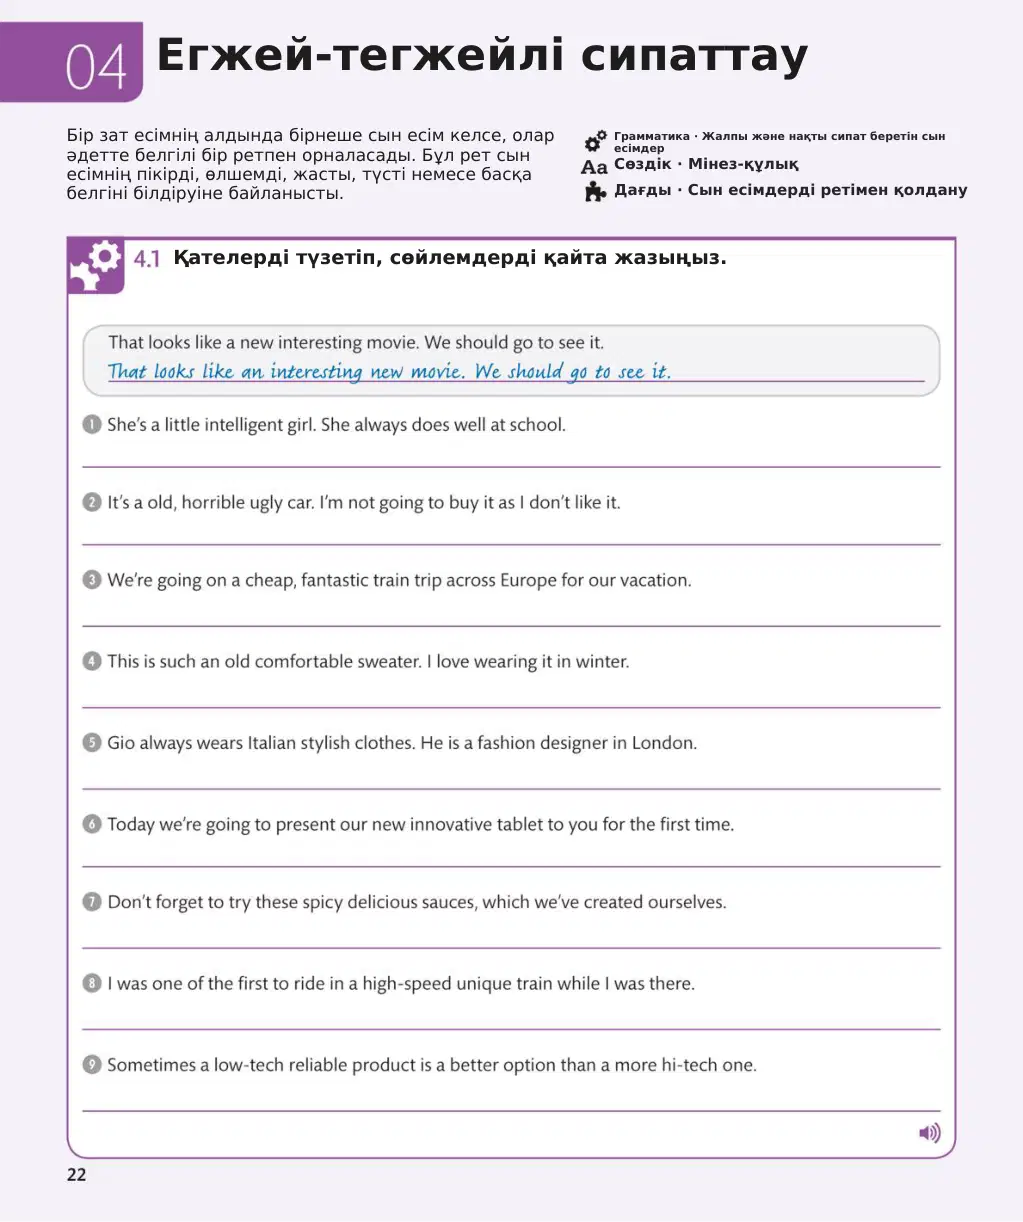 04 Егжей-тегжейлі сипаттау
Бір зат есімнің алдында бірнеше сын есім келсе, олар
әдетте белгілі бір ретпен орналасады. Бұл рет сын
есімнің пікірді, өлшемді, жасты, түсті немесе басқа
белгіні білдіруіне байланысты.
Грамматика · Жалпы және нақты сипат беретін сын
есімдер
Aa Сөздік · Мінез-құлық
Дағды · Сын есімдерді ретімен қолдану
4.1 Қателерді түзетіп, сөйлемдерді қайта жазыңыз.
That looks like a new interesting movie. We should go to see it.
That looks like an interesting new movie. We should go to see it.
1 She's a little intelligent girl. She always does well at school.
2 It's a old, horrible ugly car. I'm not going to buy it as I don't like it.
3 We're going on a cheap, fantastic train trip across Europe for our vacation.
4 This is such an old comfortable sweater. I love wearing it in winter.
5 Gio always wears Italian stylish clothes. He is a fashion designer in London.
6 Today we're going to present our new innovative tablet to you for the first time.
7 Don't forget to try these spicy delicious sauces, which we've created ourselves.
8 I was one of the first to ride in a high-speed unique train while I was there.
9 Sometimes a low-tech reliable product is a better option than a more hi-tech one.
22